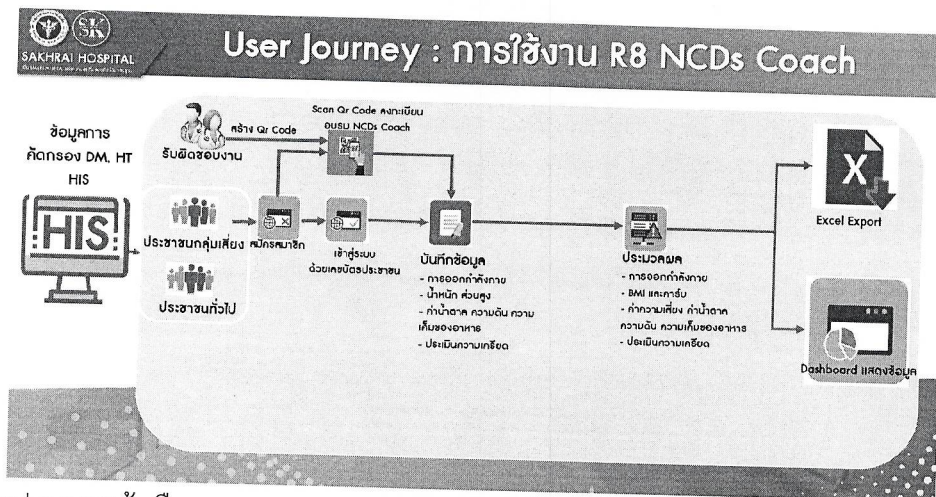 SAKHRAI HOSPITAL
User Journey : การใช้งาน R8 NCDs Coach
ข้อมูลการ
คัดกรอง DM, HT
HIS
HIS
รับผิดชอบงาน
สร้าง Qr Code
Scan Qr Code ลงทะเบียน
อบรม NCDs Coach
ประชาชนกลุ่มเสี่ยง
ประชาชนทั่วไป
สมัครสมาชิก
เข้าสู่ระบบ
ด้วยเลขบัตรประชาชน
บันทึกข้อมูล
- การออกกำลังกาย
- น้ำหนัก ส่วนสูง
- ค่าน้ำตาล ความดัน ความ
เค็มของอาหาร
- ประเมินความเครียด
ประมวลผล
- การออกกำลังกาย
- BMI และคาร์บ
- ค่าความเสี่ยง ค่าน้ำตาล
ความดัน ความเค็มของอาหาร
- ประเมินความเครียด
X
Excel Export
Dashboard แสดงข้อมูล